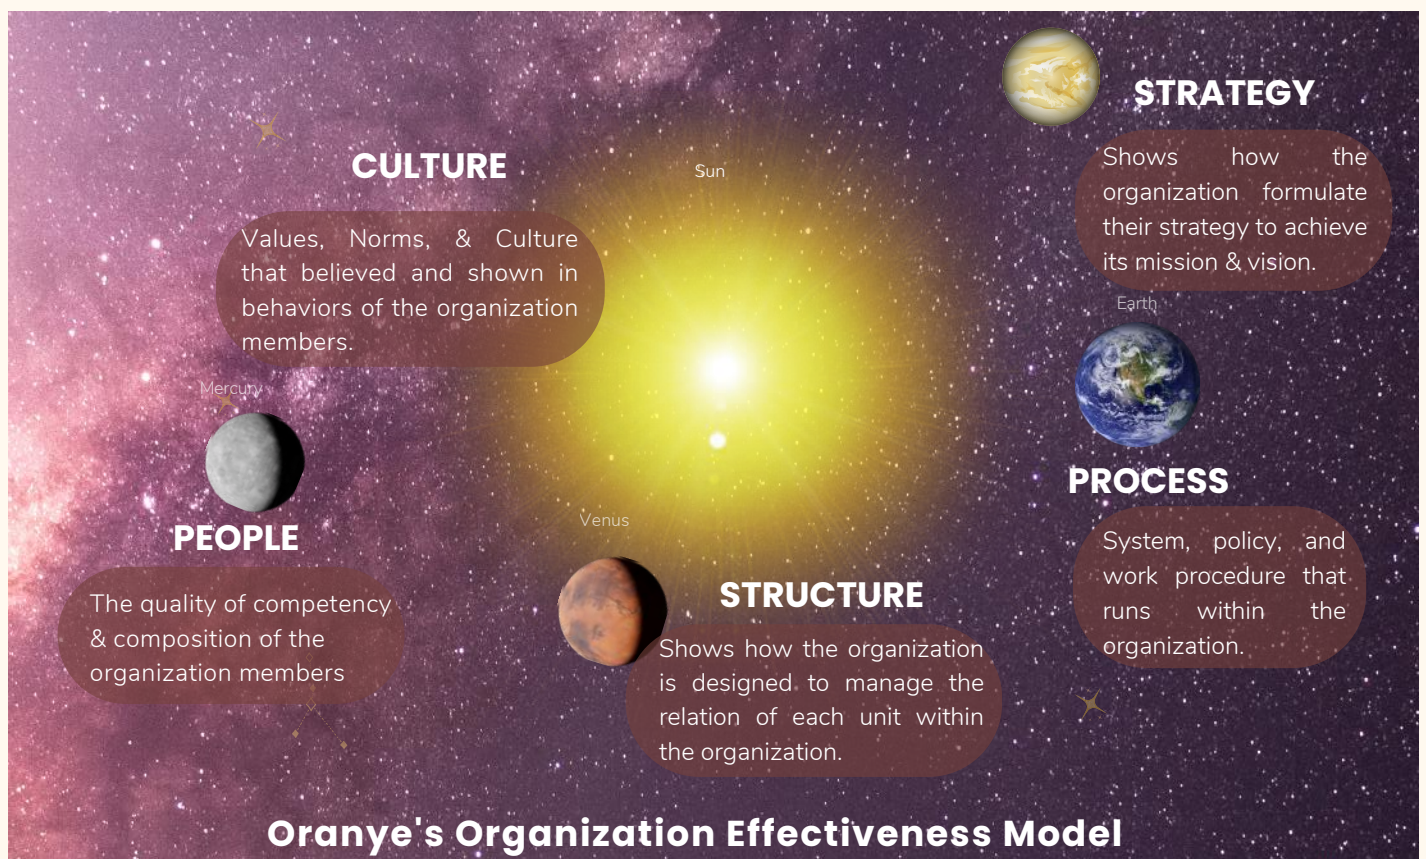 STRATEGY
Shows how the
organization formulate
their strategy to achieve
its mission & vision.
CULTURE
Sun
Values, Norms, & Culture
that believed and shown in
behaviors of the organization
members.
Earth
Mercury
PROCESS
System, policy, and
work procedure that
runs within the
organization.
PEOPLE
The quality of competency
& composition of the
organization members
Venus
STRUCTURE
Shows how the organization
is designed to manage the
relation of each unit within
the organization.
Oranye's Organization Effectiveness Model